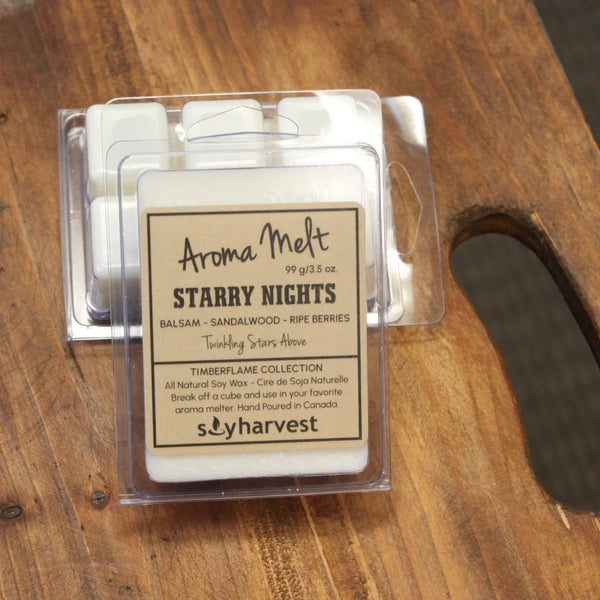 Aroma Melt
99 g/3.5 oz.
STARRY NIGHTS
BALSAM - SANDALWOOD - RIPE BERRIES
Twinkling Stars Above
TIMBERFLAME COLLECTION
All Natural Soy Wax - Cire de Soja Naturelle
Break off a cube and use in your favorite
aroma melter. Hand Poured in Canada.
soyharvest